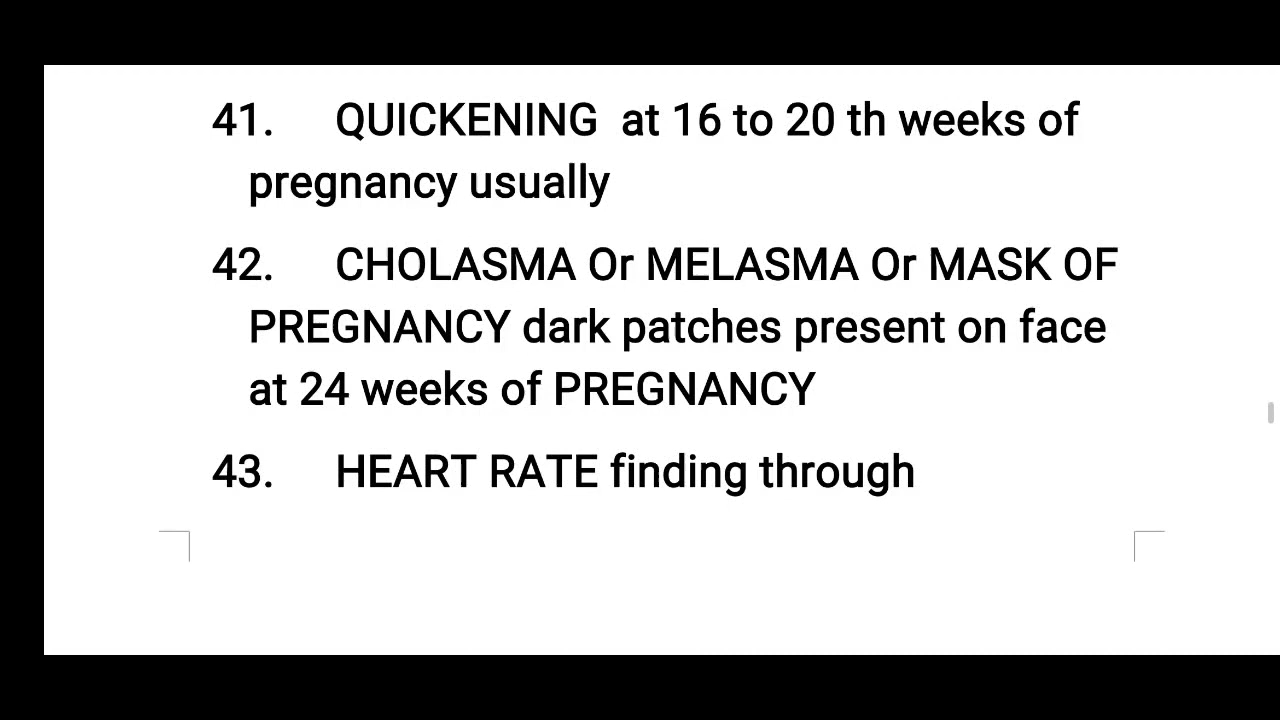 41. QUICKENING at 16 to 20 th weeks of
pregnancy usually
42. CHOLASMA Or MELASMA Or MASK OF
PREGNANCY dark patches present on face
at 24 weeks of PREGNANCY
43. HEART RATE finding through